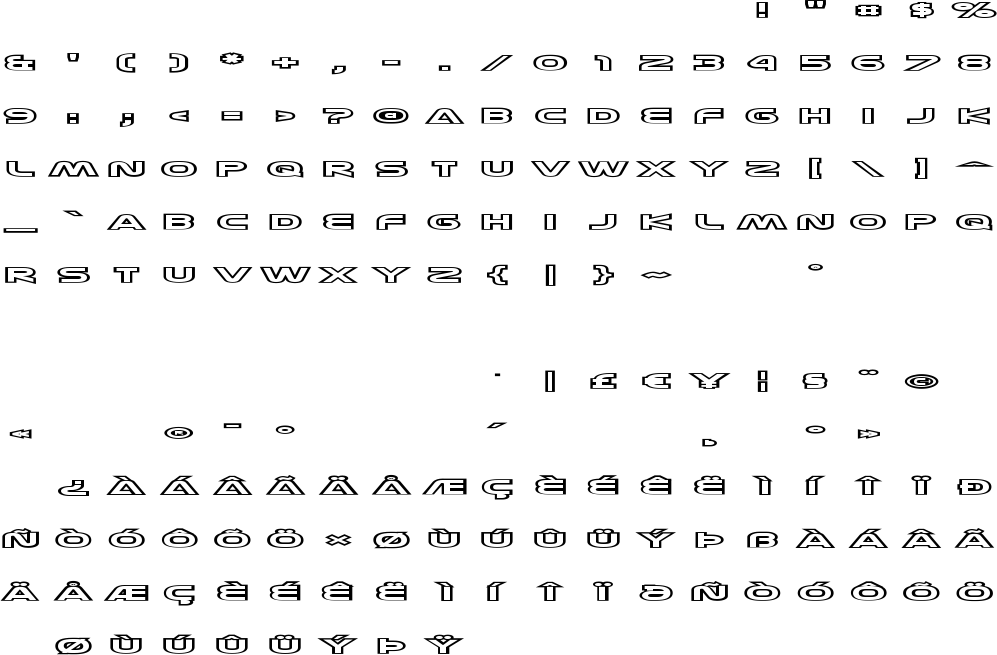 ! " # $ %
& ' ( ) * + , - . / 0 1 2 3 4 5 6 7 8
9 : ; < = > ? @ A B C D E F G H I J K
L M N O P Q R S T U V W X Y Z [ \ ] ^
_ ` A B C D E F G H I J K L M N O P Q
R S T U V W X Y Z { | } ~ °
· | £ € ¥ ¦ § ¨ ©
« ® ¯ ° ´ ¸ º »
¿ À Á Â Ã Ä Å Æ Ç È É Ê Ë Ì Í Î Ï Ð
Ñ Ò Ó Ô Õ Ö × Ø Ù Ú Û Ü Ý Þ ß À Á Â Ã
Ä Å Æ Ç È É Ê Ë Ì Í Î Ï Ñ Ò Ó Ô Õ Ö
Ø Ù Ú Û Ü Ý Þ Ÿ